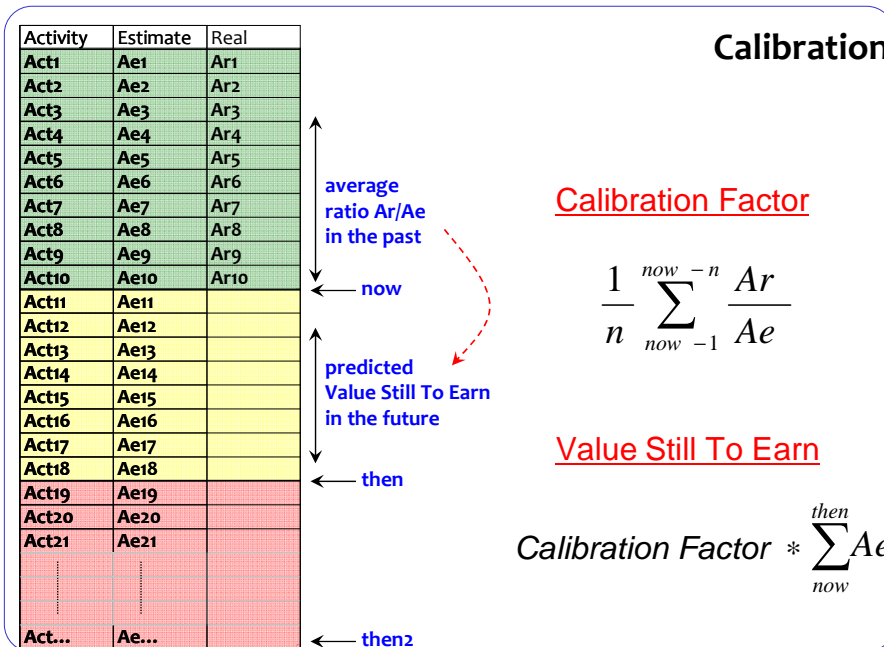 Calibration
Activity Estimate Real
Act1 Ae1 Ar1
Act2 Ae2 Ar2
Act3 Ae3 Ar3
Act4 Ae4 Ar4
Act5 Ae5 Ar5
Act6 Ae6 Ar6
Act7 Ae7 Ar7
Act8 Ae8 Ar8
Act9 Ae9 Ar9
Act10 Ae10 Ar10
Act11 Ae11
Act12 Ae12
Act13 Ae13
Act14 Ae14
Act15 Ae15
Act16 Ae16
Act17 Ae17
Act18 Ae18
Act19 Ae19
Act20 Ae20
Act21 Ae21
Act... Ae...
average
ratio Ar/Ae
in the past
now
predicted
Value Still To Earn
in the future
then
then2
Calibration Factor
1/n ∑ now −n now −1 Ar/Ae
Value Still To Earn
Calibration Factor * ∑ then now Ae